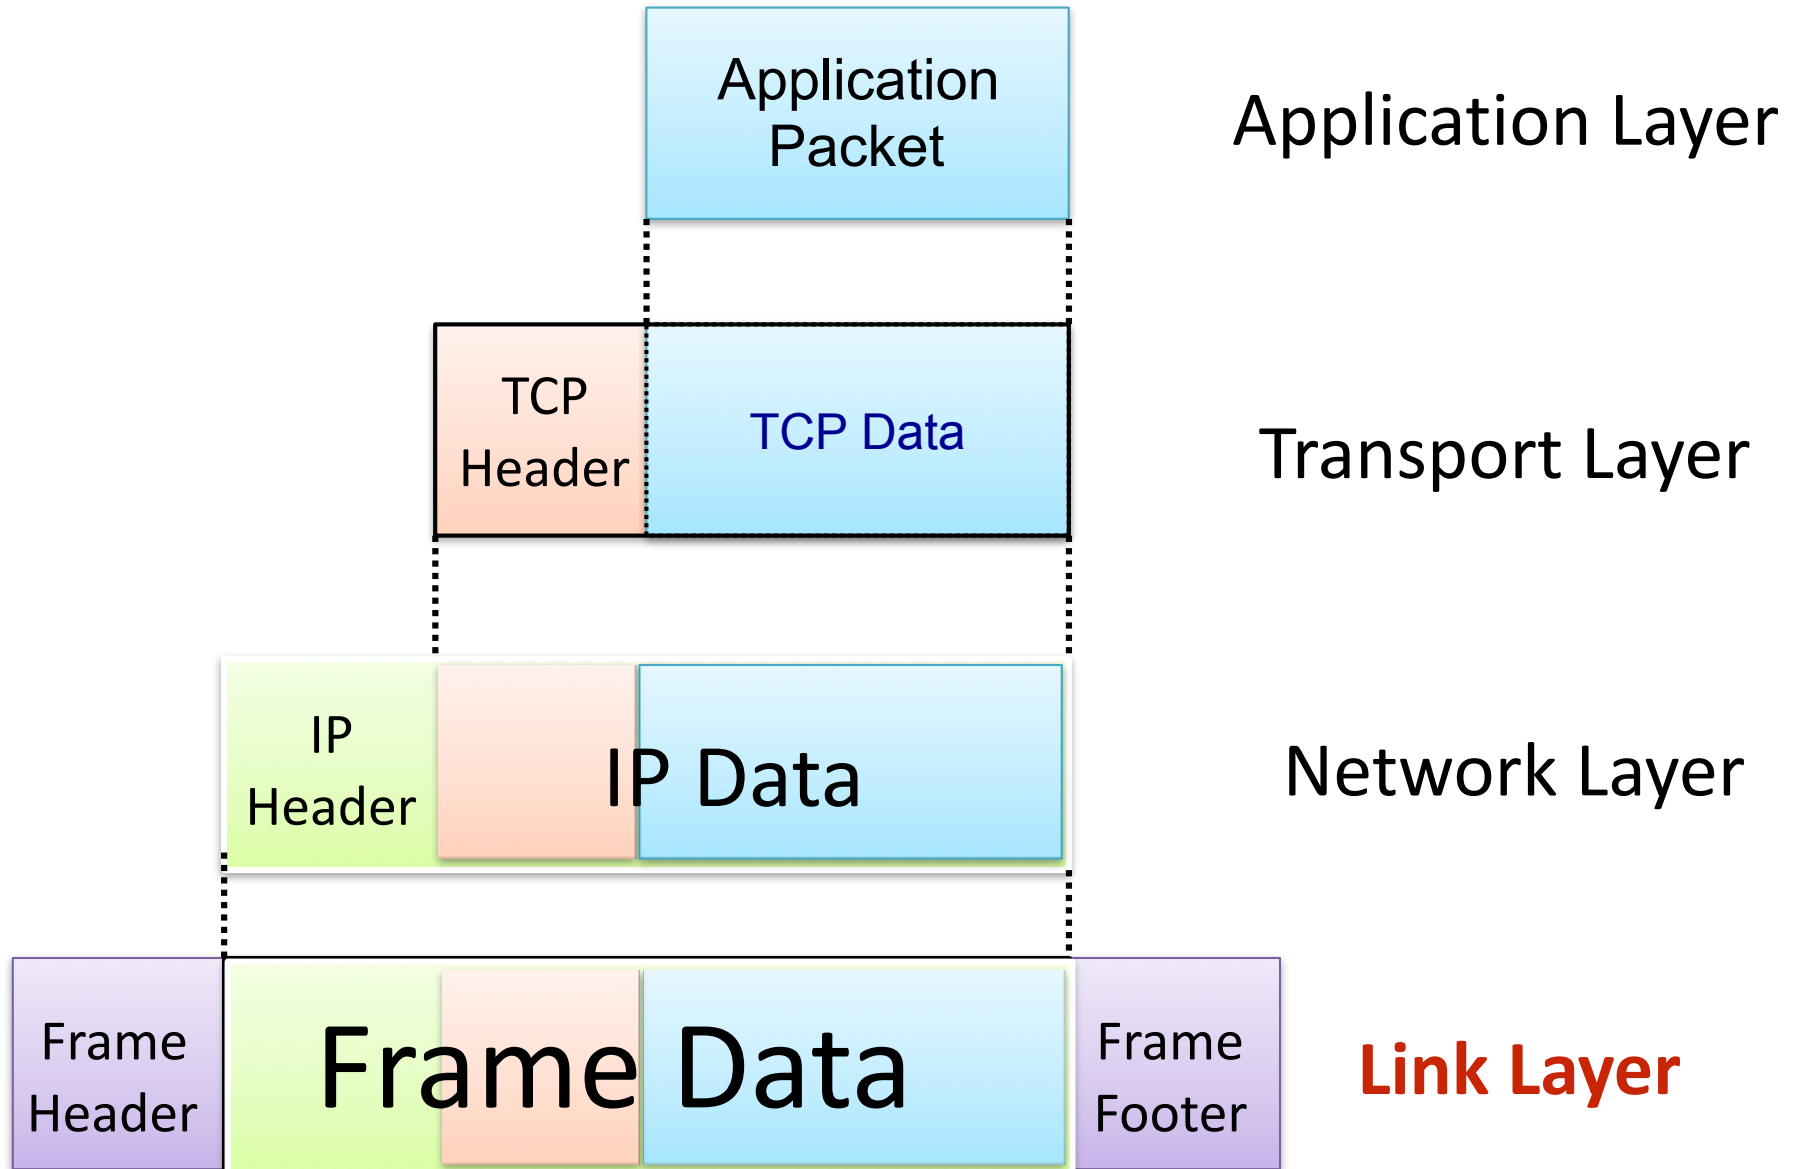 Application
Packet
Application Layer
TCP
Header
TCP Data
Transport Layer
IP
Header
IP Data
Network Layer
Frame
Header
Frame Data
Frame
Footer
Link Layer